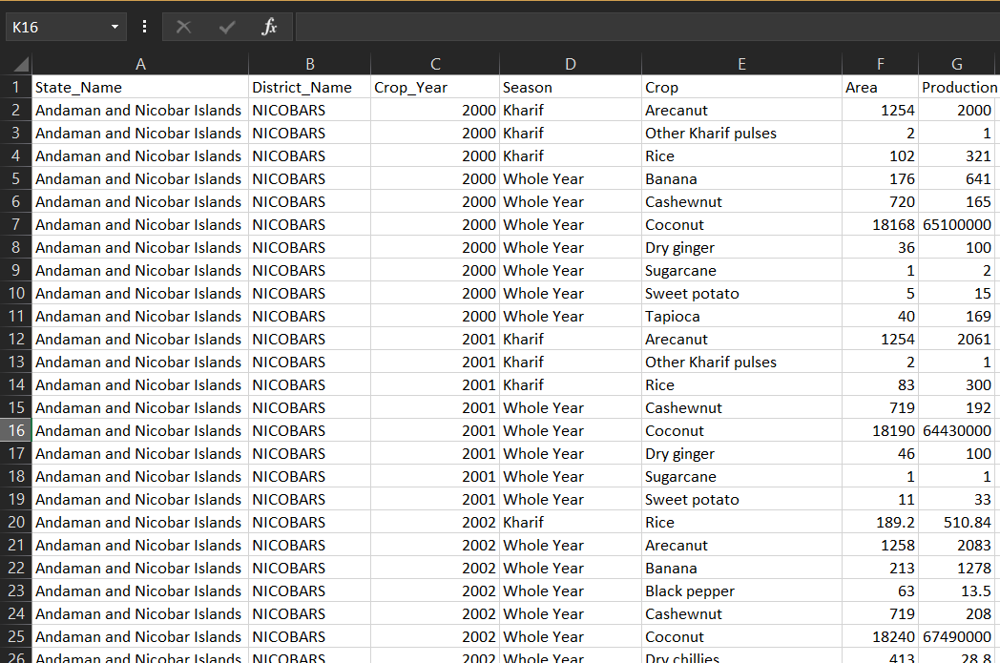 K16 fx
A B C D E F G
1 State_Name District_Name Crop_Year Season Crop Area Production
2 Andaman and Nicobar Islands NICOBARS 2000 Kharif Arecanut 1254 2000
3 Andaman and Nicobar Islands NICOBARS 2000 Kharif Other Kharif pulses 2 1
4 Andaman and Nicobar Islands NICOBARS 2000 Kharif Rice 102 321
5 Andaman and Nicobar Islands NICOBARS 2000 Whole Year Banana 176 641
6 Andaman and Nicobar Islands NICOBARS 2000 Whole Year Cashewnut 720 165
7 Andaman and Nicobar Islands NICOBARS 2000 Whole Year Coconut 18168 65100000
8 Andaman and Nicobar Islands NICOBARS 2000 Whole Year Dry ginger 36 100
9 Andaman and Nicobar Islands NICOBARS 2000 Whole Year Sugarcane 1 2
10 Andaman and Nicobar Islands NICOBARS 2000 Whole Year Sweet potato 5 15
11 Andaman and Nicobar Islands NICOBARS 2000 Whole Year Tapioca 40 169
12 Andaman and Nicobar Islands NICOBARS 2001 Kharif Arecanut 1254 2061
13 Andaman and Nicobar Islands NICOBARS 2001 Kharif Other Kharif pulses 2 1
14 Andaman and Nicobar Islands NICOBARS 2001 Kharif Rice 83 300
15 Andaman and Nicobar Islands NICOBARS 2001 Whole Year Cashewnut 719 192
16 Andaman and Nicobar Islands NICOBARS 2001 Whole Year Coconut 18190 64430000
17 Andaman and Nicobar Islands NICOBARS 2001 Whole Year Dry ginger 46 100
18 Andaman and Nicobar Islands NICOBARS 2001 Whole Year Sugarcane 1 1
19 Andaman and Nicobar Islands NICOBARS 2001 Whole Year Sweet potato 11 33
20 Andaman and Nicobar Islands NICOBARS 2002 Kharif Rice 189.2 510.84
21 Andaman and Nicobar Islands NICOBARS 2002 Whole Year Arecanut 1258 2083
22 Andaman and Nicobar Islands NICOBARS 2002 Whole Year Banana 213 1278
23 Andaman and Nicobar Islands NICOBARS 2002 Whole Year Black pepper 63 13.5
24 Andaman and Nicobar Islands NICOBARS 2002 Whole Year Cashewnut 719 208
25 Andaman and Nicobar Islands NICOBARS 2002 Whole Year Coconut 18240 67490000
26 Andaman and Nicobar Islands NICOBARS 2002 Whole Year Dry chillies 413 28.8